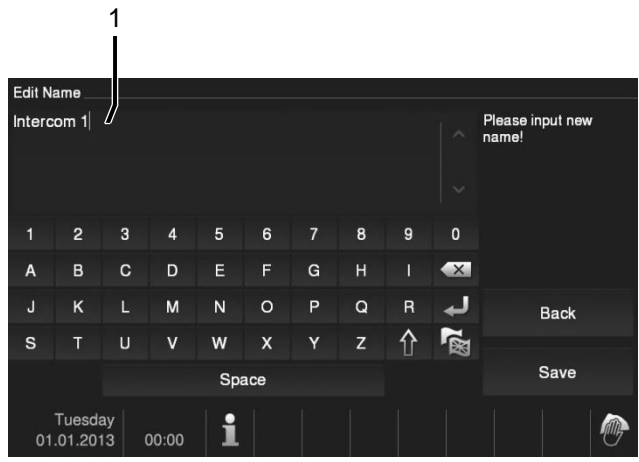 1
Edit Name
Intercom 1
Please input new
name!
1 2 3 4 5 6 7 8 9 0
A B C D E F G H I
J K L M N O P Q R
Back
S T U V W X Y Z
Space
Save
Tuesday
01.01.2013 00:00